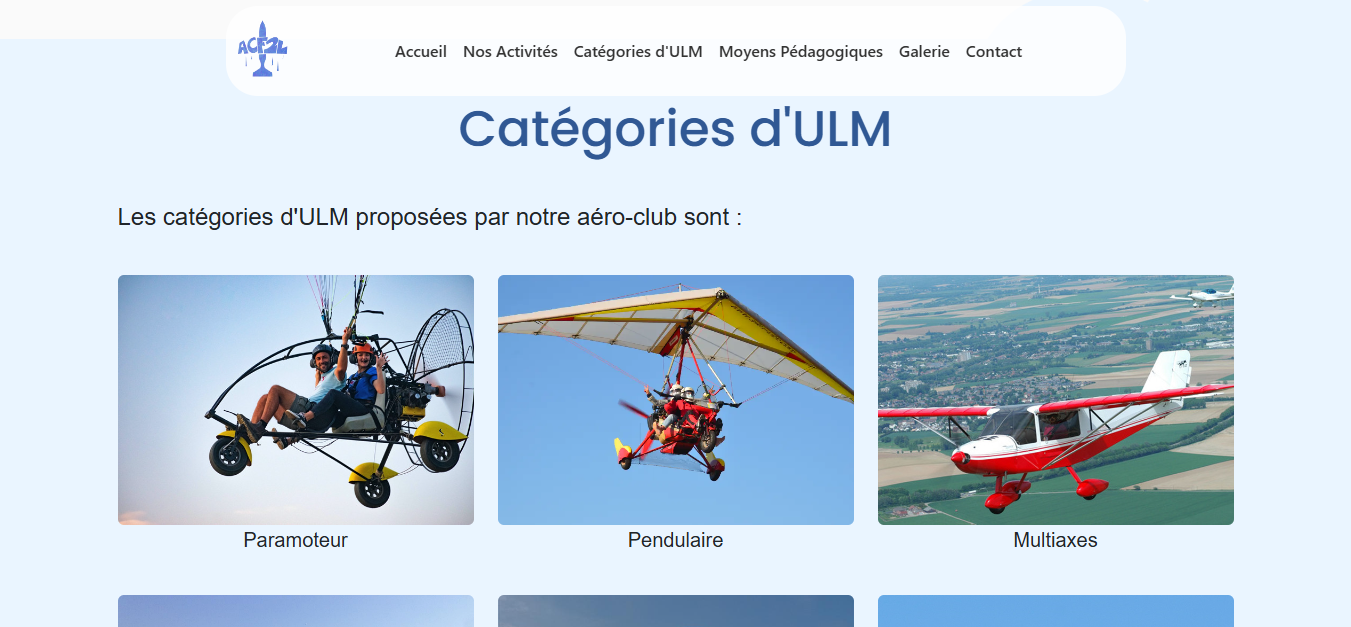 ACF2L
Accueil Nos Activités Catégories d'ULM Moyens Pédagogiques Galerie Contact
Catégories d'ULM
Les catégories d'ULM proposées par notre aéro-club sont :
Paramoteur Pendulaire Multiaxes